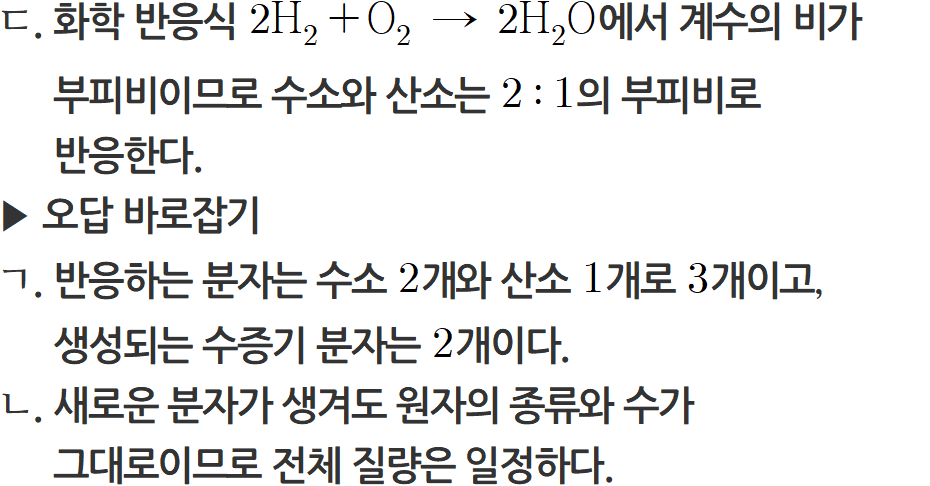 ㄷ. 화학 반응식 2H₂+O₂ → 2H₂O에서 계수의 비가
부피비이므로 수소와 산소는 2 : 1의 부피비로
반응한다.
▶ 오답 바로잡기
ㄱ. 반응하는 분자는 수소 2개와 산소 1개로 3개이고,
생성되는 수증기 분자는 2개이다.
ㄴ. 새로운 분자가 생겨도 원자의 종류와 수가
그대로이므로 전체 질량은 일정하다.